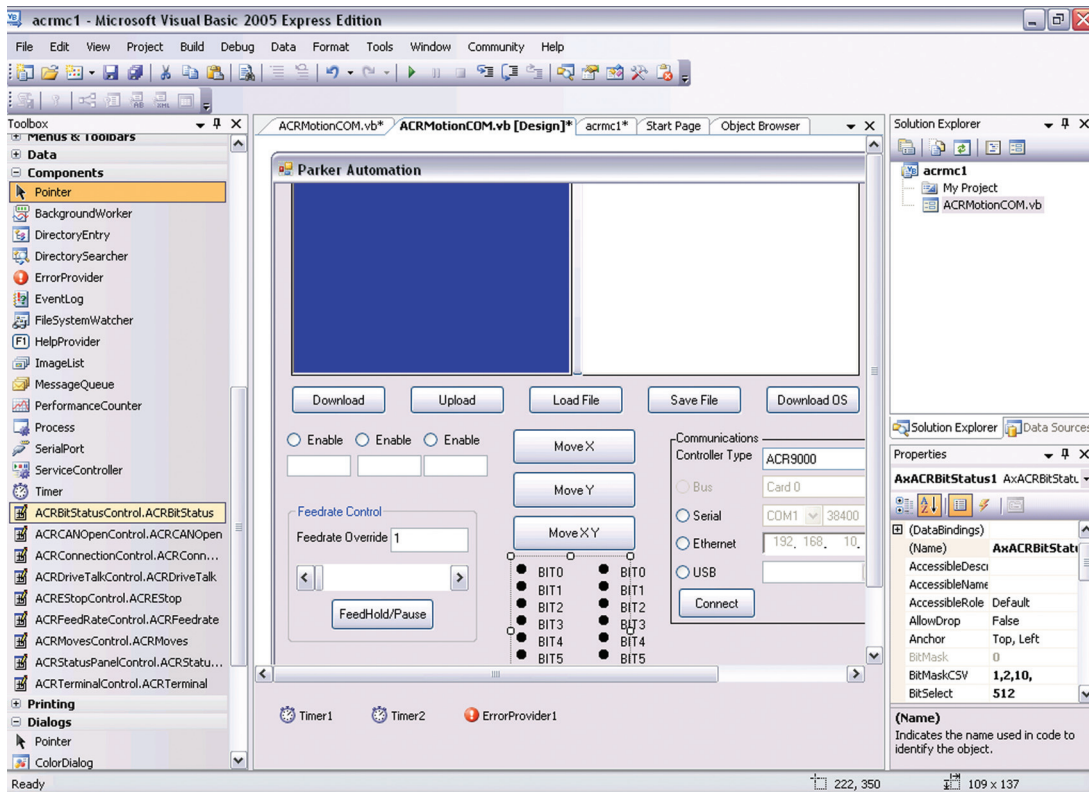 acrmc1 - Microsoft Visual Basic 2005 Express Edition
File Edit View Project Build Debug Data Format Tools Window Community Help
Toolbox
Menus & Toolbars
Data
Components
Pointer
BackgroundWorker
DirectoryEntry
DirectorySearcher
ErrorProvider
EventLog
FileSystemWatcher
HelpProvider
ImageList
MessageQueue
PerformanceCounter
Process
SerialPort
ServiceController
Timer
ACRBitStatusControl.ACRBitStatus
ACRCANOpenControl.ACRCANOpen
ACRConnectionControl.ACRConn...
ACRDriveTalkControl.ACRDriveTalk
ACREStopControl.ACREStop
ACRFeedRateControl.ACRFeedrate
ACRMovesControl.ACRMoves
ACRStatusPanelControl.ACRStatu...
ACRTerminalControl.ACRTerminal
Printing
Dialogs
Pointer
ColorDialog
ACRMotionCOM.vb* ACRMotionCOM.vb [Design]* acrmc1* Start Page Object Browser
Parker Automation
Download Upload Load File Save File Download OS
Enable Enable Enable
Move X
Move Y
Move XY
Feedrate Control
Feedrate Override 1
FeedHold/Pause
BIT0 BIT0
BIT1 BIT1
BIT2 BIT2
BIT3 BIT3
BIT4 BIT4
BIT5 BIT5
Communications
Controller Type ACR9000
Bus Card 0
Serial COM1 38400
Ethernet 192. 168. 10.
USB
Connect
Timer1 Timer2 ErrorProvider1
Solution Explorer
acrmc1
My Project
ACRMotionCOM.vb
Solution Explorer Data Sources
Properties
AxACRBitStatus1 AxACRBitStatu
(DataBindings)
(Name) AxACRBitStatu
AccessibleDescri
AccessibleName
AccessibleRole Default
AllowDrop False
Anchor Top, Left
BitMask 0
BitMaskCSV 1,2,10,
BitSelect 512
(Name)
Indicates the name used in code to
identify the object.
Ready 222, 350 109 x 137